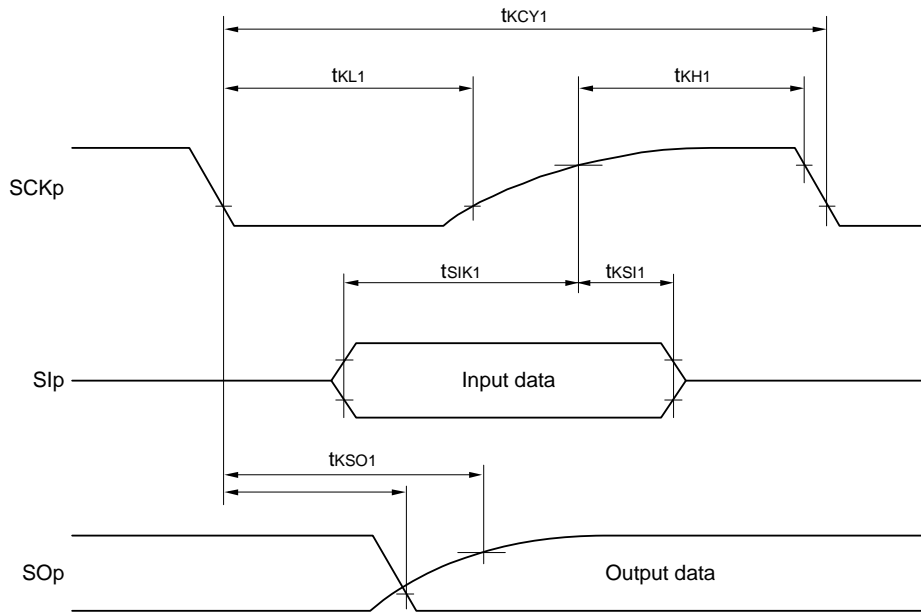 tKCY1
tKL1
tKH1
SCKp
tSIK1
tKSI1
SIp
Input data
tKSO1
SOp
Output data